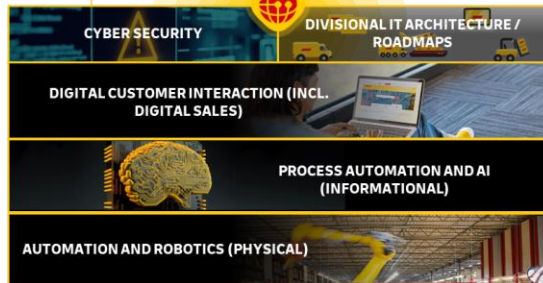 CYBER SECURITY
DIVISIONAL IT ARCHITECTURE /
ROADMAPS
DIGITAL CUSTOMER INTERACTION (INCL.
DIGITAL SALES)
PROCESS AUTOMATION AND AI
(INFORMATIONAL)
AUTOMATION AND ROBOTICS (PHYSICAL)